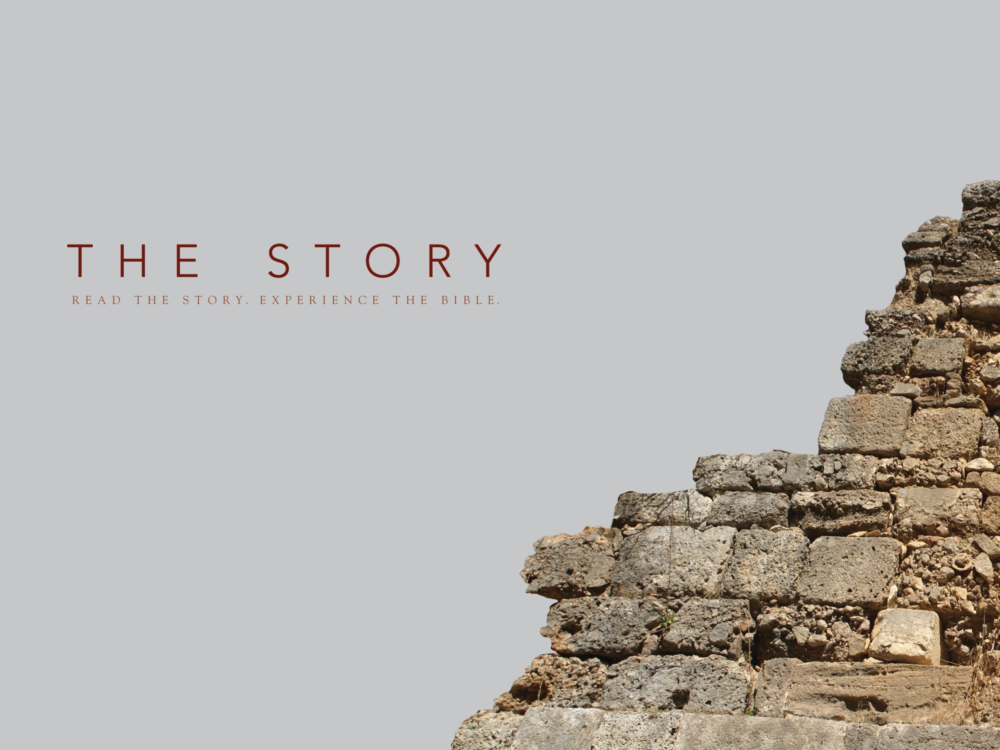 THE STORY
READ THE STORY. EXPERIENCE THE BIBLE.